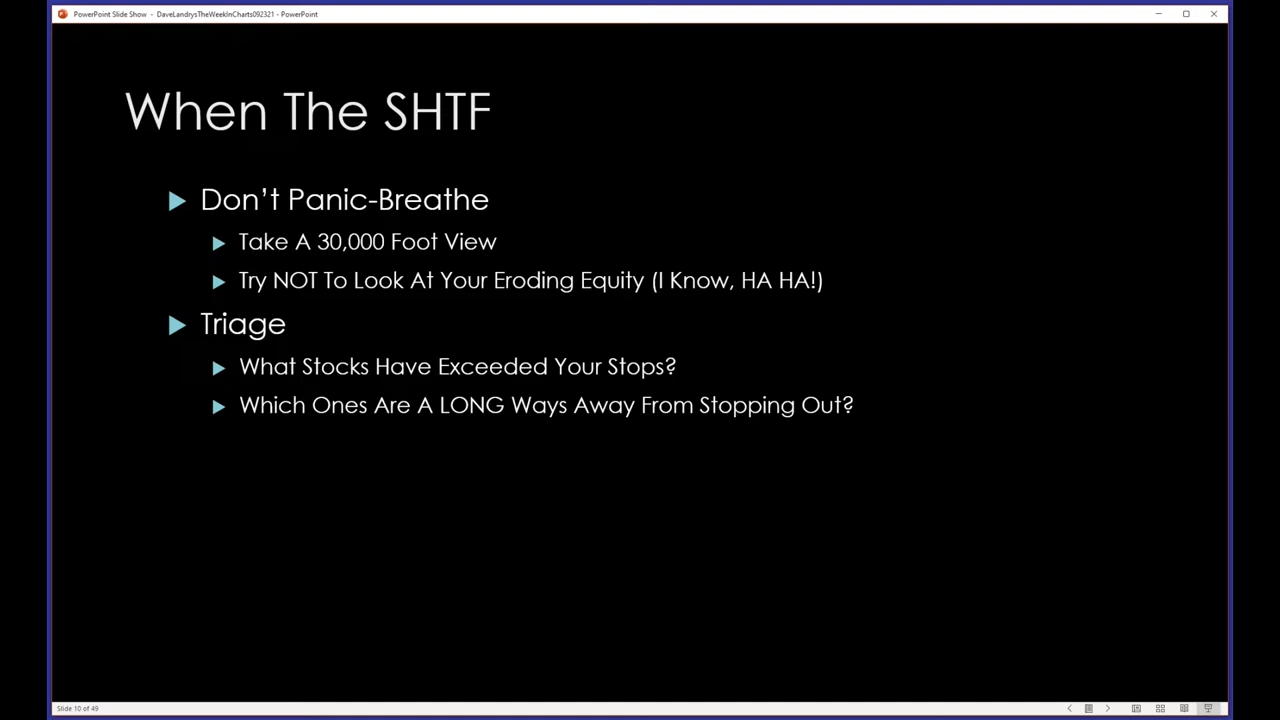 PowerPoint Slide Show - DaveLandrysTheWeekInCharts092321 - PowerPoint
When The SHTF
Don't Panic-Breathe
Take A 30,000 Foot View
Try NOT To Look At Your Eroding Equity (I Know, HA HA!)
Triage
What Stocks Have Exceeded Your Stops?
Which Ones Are A LONG Ways Away From Stopping Out?
Slide 10 of 49